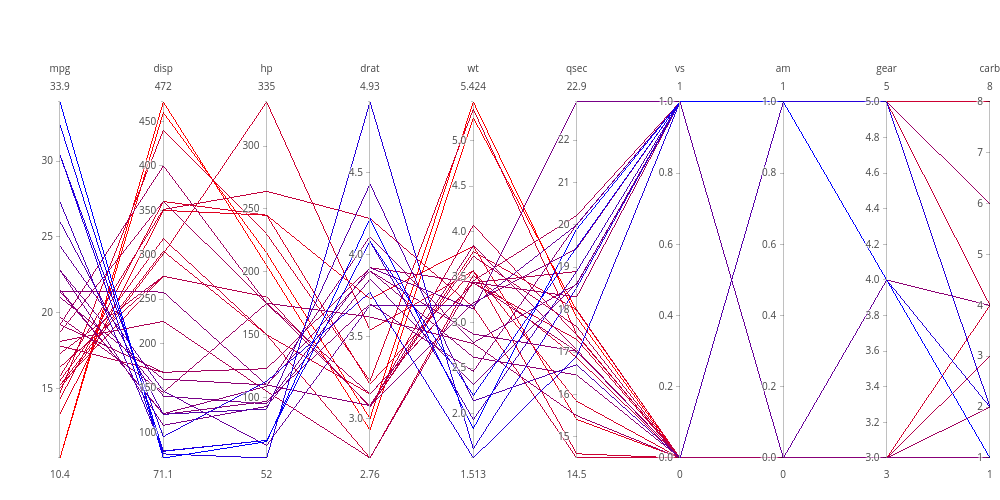 mpg disp hp drat wt qsec vs am gear carb
33.9 472 335 4.93 5.424 22.9 1 1 5 8
1.0 1.0 5.0 8
450
300 5.0 22 4.8
30 400 7
4.5 4.5 21 0.8 0.8 4.6
350 250 4.4 6
25 4.0 20 4.2
300 200 4.0 3.5 19 0.6 0.6 4.0 5
20 250 3.0 18 0.4 0.4 3.8 4
200 150 3.5 17 3.6
15 150 100 2.5 16 0.2 0.2 3.4 3
100 3.0 2.0 15 3.2 2
0.0 0.0 3.0 1
10.4 71.1 52 2.76 1.513 14.5 0 0 3 1